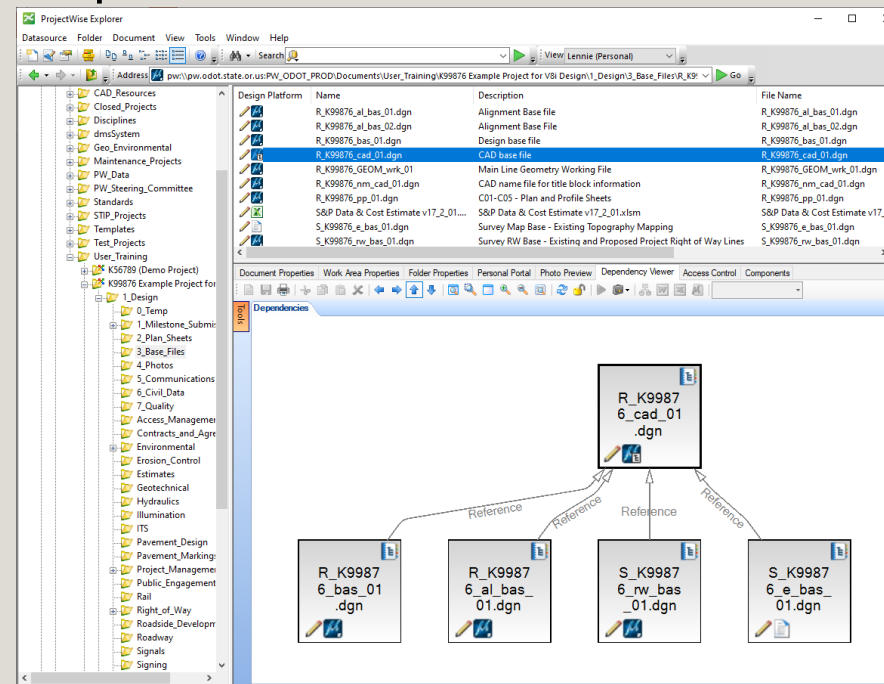 ProjectWise Explorer
Datasource Folder Document View Tools Window Help
Search View Lennie (Personal)
Address pw:\\pw.odot.state.or.us:PW_ODOT_PROD\Documents\User_Training\K99876 Example Project for V8i Design\1_Design\3_Base_Files\R_K9 Go
CAD_Resources
Closed_Projects
Disciplines
dmsSystem
Geo_Environmental
Maintenance_Projects
PW_Data
PW_Steering_Committee
Standards
STIP_Projects
Templates
Test_Projects
User_Training
K56789 (Demo Project)
K99876 Example Project for
1_Design
0_Temp
1_Milestone_Submis
2_Plan_Sheets
3_Base_Files
4_Photos
5_Communications
6_Civil_Data
7_Quality
Access_Managemen
Contracts_and_Agre
Environmental
Erosion_Control
Estimates
Geotechnical
Hydraulics
Illumination
ITS
Pavement_Design
Pavement_Markings
Project_Managemen
Public_Engagement
Rail
Right_of_Way
Roadside_Developm
Roadway
Signals
Signing
Design Platform Name Description File Name
R_K99876_al_bas_01.dgn Alignment Base file R_K99876_al_bas_01.dgn
R_K99876_al_bas_02.dgn Alignment Base File R_K99876_al_bas_02.dgn
R_K99876_bas_01.dgn Design base file R_K99876_bas_01.dgn
R_K99876_cad_01.dgn CAD base file R_K99876_cad_01.dgn
R_K99876_GEOM_wrk_01 Main Line Geometry Working File R_K99876_GEOM_wrk_01.dgn
R_K99876_nm_cad_01.dgn CAD name file for title block information R_K99876_nm_cad_01.dgn
R_K99876_pp_01.dgn C01-C05 - Plan and Profile Sheets R_K99876_pp_01.dgn
S&P Data & Cost Estimate v17_2_01.... S&P Data & Cost Estimate v17_2_01.xlsm S&P Data & Cost Estimate v17_
S_K99876_e_bas_01.dgn Survey Map Base - Existing Topography Mapping S_K99876_e_bas_01.dgn
S_K99876_rw_bas_01.dgn Survey RW Base - Existing and Proposed Project Right of Way Lines S_K99876_rw_bas_01.dgn
Document Properties Work Area Properties Folder Properties Personal Portal Photo Preview Dependency Viewer Access Control Components
Tools
Dependencies
R_K9987
6_cad_01
.dgn
Reference Reference Reference Reference
R_K9987
6_bas_01
.dgn
R_K9987
6_al_bas_
01.dgn
S_K9987
6_rw_bas
_01.dgn
S_K9987
6_e_bas_
01.dgn